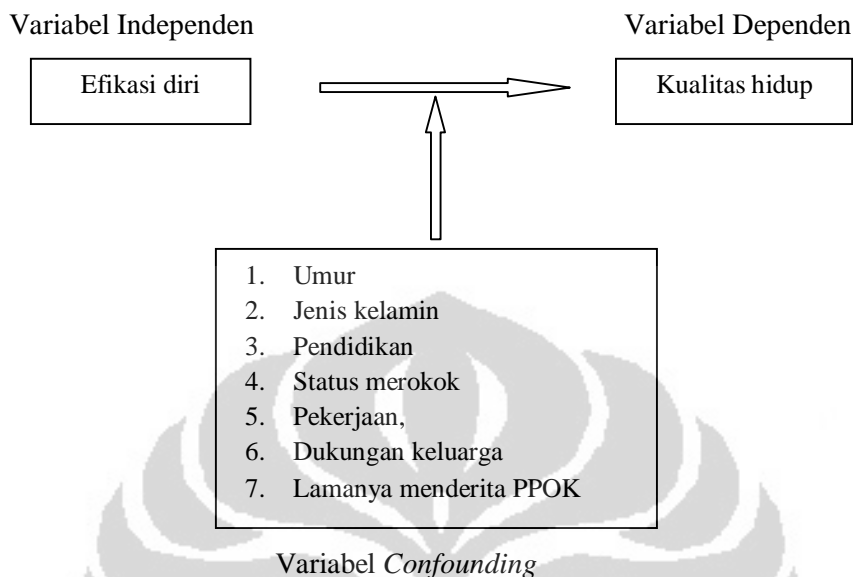 Variabel Independen
Variabel Dependen
Efikasi diri
Kualitas hidup
1. Umur
2. Jenis kelamin
3. Pendidikan
4. Status merokok
5. Pekerjaan,
6. Dukungan keluarga
7. Lamanya menderita PPOK
Variabel Confounding